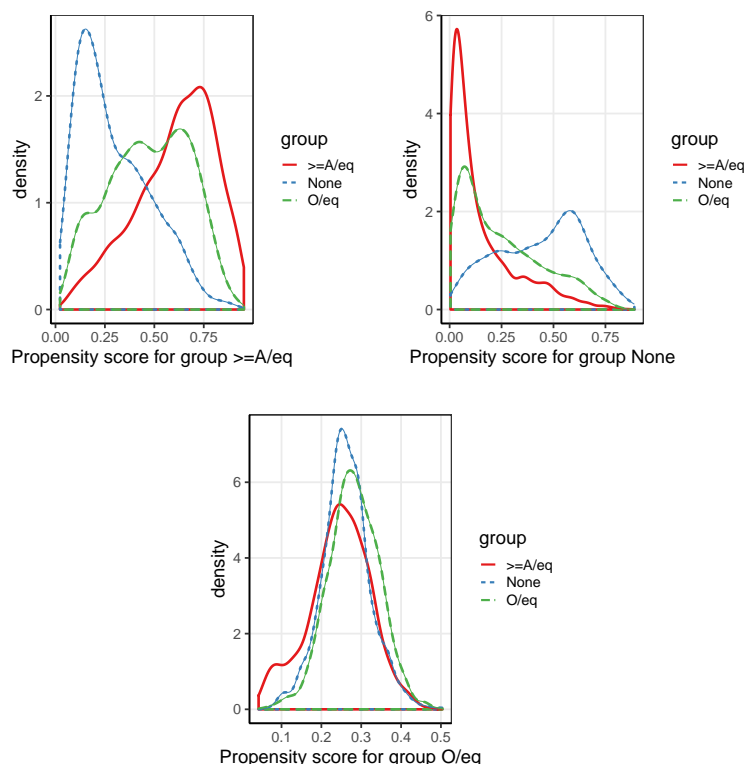 density
2
1
0
0.00 0.25 0.50 0.75
Propensity score for group >=A/eq
group
>=A/eq
None
O/eq
density
6
4
2
0
0.00 0.25 0.50 0.75
Propensity score for group None
group
>=A/eq
None
O/eq
density
6
4
2
0
0.1 0.2 0.3 0.4 0.5
Propensity score for group O/eq
group
>=A/eq
None
O/eq